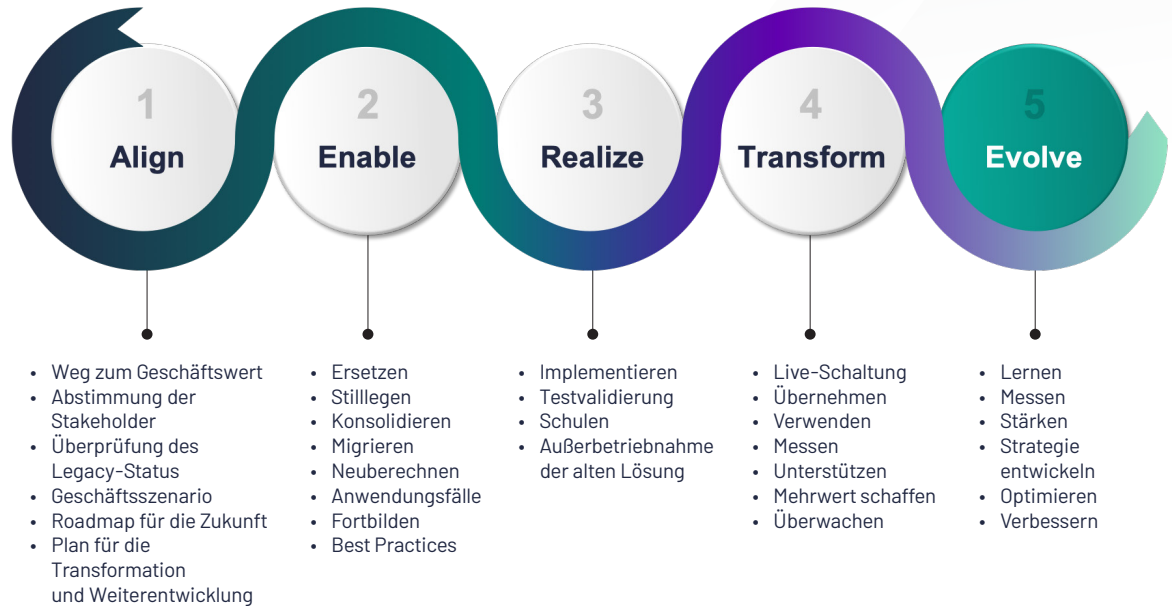 1
Align
2
Enable
3
Realize
4
Transform
5
Evolve
• Weg zum Geschäftswert
• Abstimmung der
Stakeholder
• Überprüfung des
Legacy-Status
• Geschäftsszenario
• Roadmap für die Zukunft
• Plan für die
Transformation
und Weiterentwicklung
• Ersetzen
• Stilllegen
• Konsolidieren
• Migrieren
• Neuberechnen
• Anwendungsfälle
• Fortbilden
• Best Practices
• Implementieren
• Testvalidierung
• Schulen
• Außerbetriebnahme
der alten Lösung
• Live-Schaltung
• Übernehmen
• Verwenden
• Messen
• Unterstützen
• Mehrwert schaffen
• Überwachen
• Lernen
• Messen
• Stärken
• Strategie
entwickeln
• Optimieren
• Verbessern